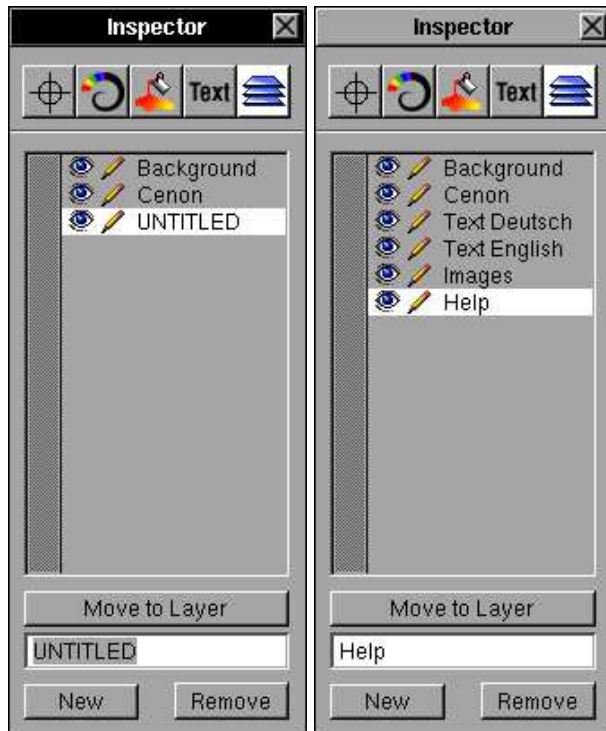 Inspector
Text
Background
Cenon
UNTITLED
Move to Layer
UNTITLED
New Remove
Inspector
Text
Background
Cenon
Text Deutsch
Text English
Images
Help
Move to Layer
Help
New Remove